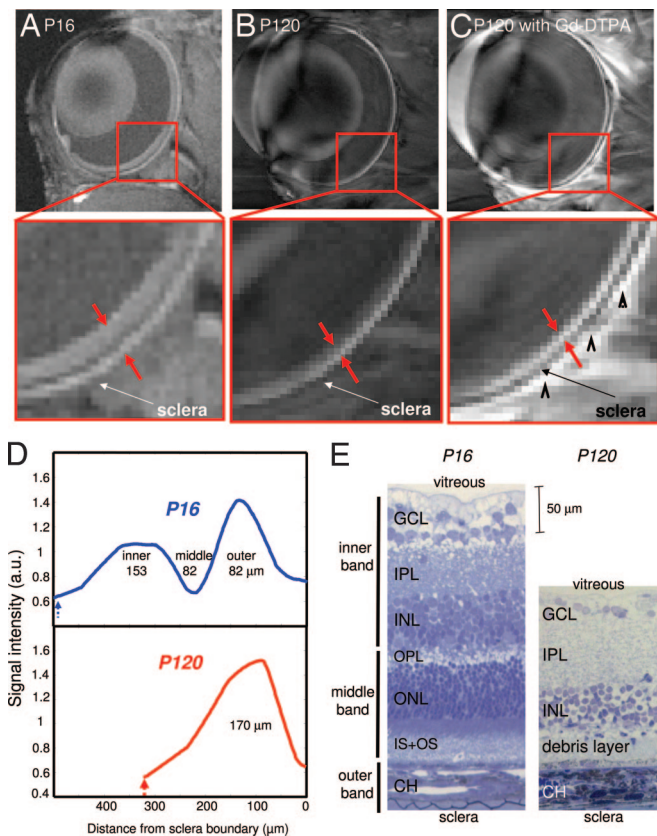 A P16
B P120
C P120 with Gd-DTPA
sclera
sclera
sclera
D
Signal intensity (a.u.)
1.6
1.4
1.2
1
0.8
0.6
P16
inner
153
middle
82
outer
82 μm
1.6
1.4
1.2
1
0.8
0.6
0.4
P120
170 μm
400 300 200 100 0
Distance from sclera boundary (μm)
E
P16
P120
vitreous
50 μm
inner
band
GCL
IPL
INL
middle
band
OPL
ONL
IS+OS
outer
band
CH
sclera
vitreous
GCL
IPL
INL
debris layer
CH
sclera